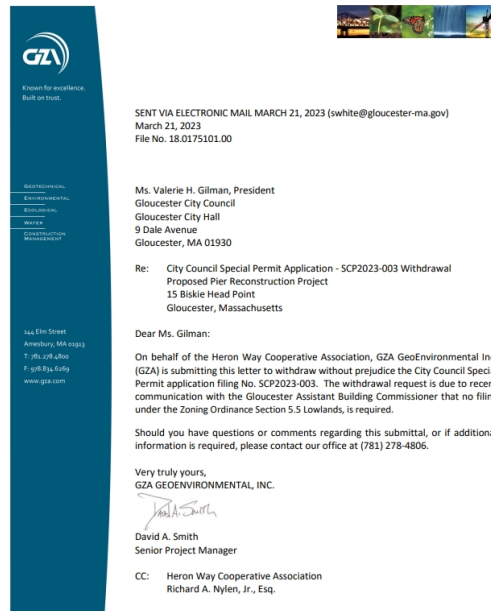 GZA
Known for excellence.
Built on trust.
GEOTECHNICAL
ENVIRONMENTAL
ECOLOGICAL
WATER
CONSTRUCTION
MANAGEMENT
144 Elm Street
Amesbury, MA 01913
T: 781.278.4800
F: 978.834.6269
www.gza.com
SENT VIA ELECTRONIC MAIL MARCH 21, 2023 (swhite@gloucester-ma.gov)
March 21, 2023
File No. 18.0175101.00
Ms. Valerie H. Gilman, President
Gloucester City Council
Gloucester City Hall
9 Dale Avenue
Gloucester, MA 01930
Re: City Council Special Permit Application - SCP2023-003 Withdrawal
Proposed Pier Reconstruction Project
15 Biskie Head Point
Gloucester, Massachusetts
Dear Ms. Gilman:
On behalf of the Heron Way Cooperative Association, GZA GeoEnvironmental Inc
(GZA) is submitting this letter to withdraw without prejudice the City Council Speci
Permit application filing No. SCP2023-003. The withdrawal request is due to recen
communication with the Gloucester Assistant Building Commissioner that no filin
under the Zoning Ordinance Section 5.5 Lowlands, is required.
Should you have questions or comments regarding this submittal, or if additiona
information is required, please contact our office at (781) 278-4806.
Very truly yours,
GZA GEOENVIRONMENTAL, INC.
David A. Smith
David A. Smith
Senior Project Manager
CC: Heron Way Cooperative Association
Richard A. Nylen, Jr., Esq.